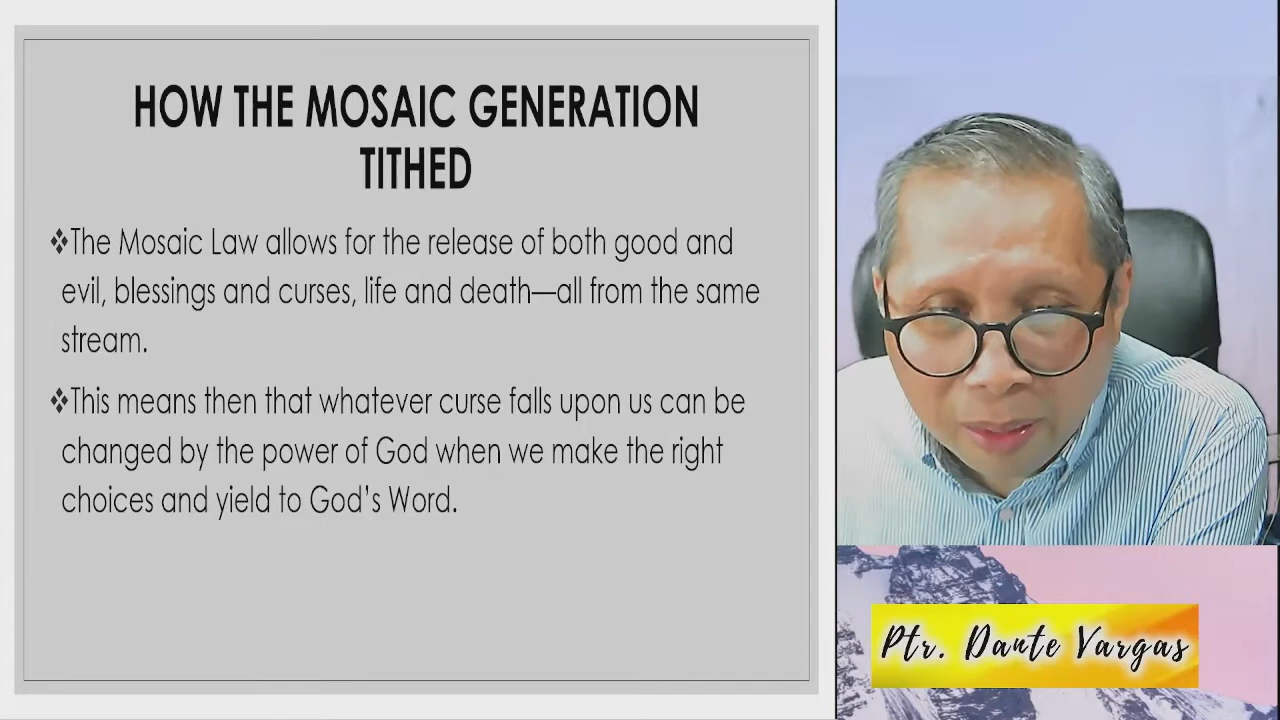 HOW THE MOSAIC GENERATION
TITHED
❖The Mosaic Law allows for the release of both good and
evil, blessings and curses, life and death—all from the same
stream.
❖This means then that whatever curse falls upon us can be
changed by the power of God when we make the right
choices and yield to God's Word.
Ptr. Dante Vargas